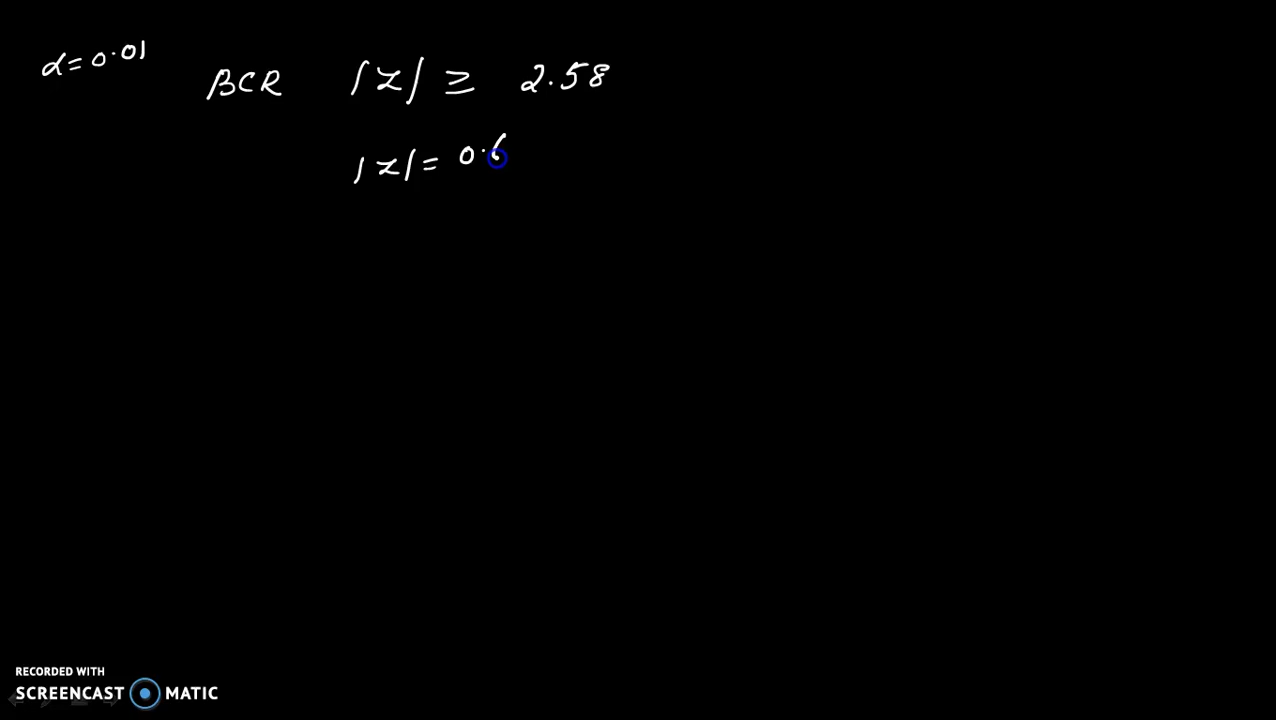 α = 0.01
BCR |Z| ≥ 2.58
|Z| = 0.6
RECORDED WITH
SCREENCAST MATIC